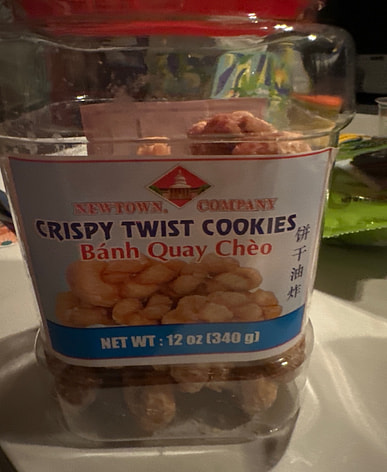 NEWTOWN. COMPANY
CRISPY TWIST COOKIES
Bánh Quay Chèo
饼干油炸
NET WT : 12 oz (340 g)